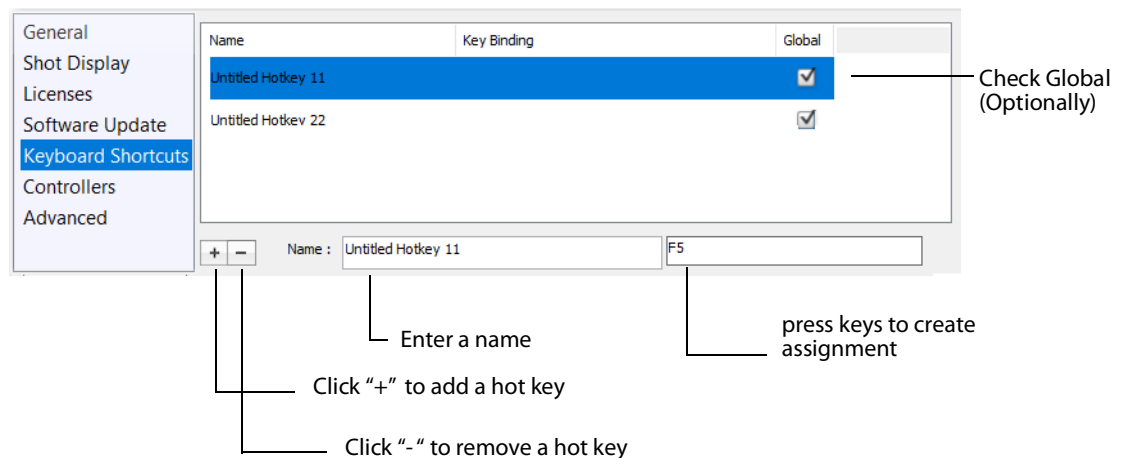 General
Shot Display
Licenses
Software Update
Keyboard Shortcuts
Controllers
Advanced
Name Key Binding Global
Untitled Hotkey 11
Untitled Hotkey 22
+ - Name : Untitled Hotkey 11 F5
Check Global
(Optionally)
Enter a name
press keys to create
assignment
Click “+” to add a hot key
Click “-“ to remove a hot key